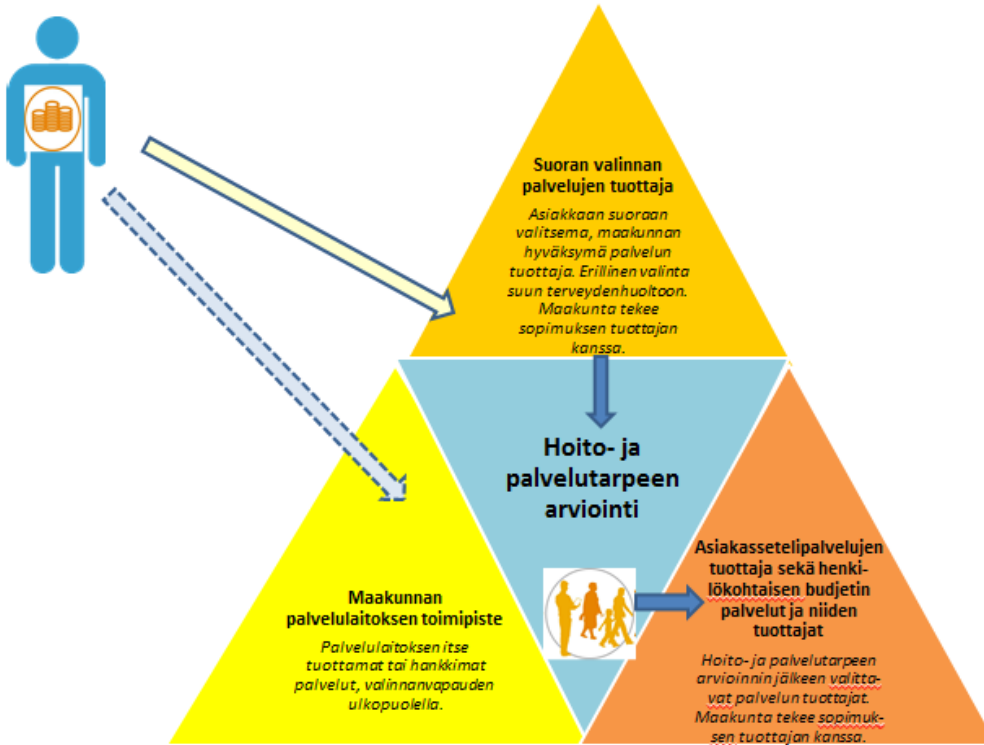 Suoran valinnan
palvelujen tuottaja
Asiakkaan suoraan
valitsema, maakunnan
hyväksymä palvelun
tuottaja. Erillinen valinta
suun terveydenhuoltoon.
Maakunta tekee
sopimuksen tuottajan
kanssa.
Hoito- ja
palvelutarpeen
arviointi
Maakunnan
palvelulaitoksen toimipiste
Palvelulaitoksen itse
tuottamat tai hankkimat
palvelut, valinnanvapauden
ulkopuolella.
Asiakassetelipalvelujen
tuottaja sekä henki-
lökohtaisen budjetin
palvelut ja niiden
tuottajat
Hoito- ja palvelutarpeen
arvioinnin jälkeen valitta-
vat palvelun tuottajat.
Maakunta tekee sopimuk-
sen tuottajan kanssa.